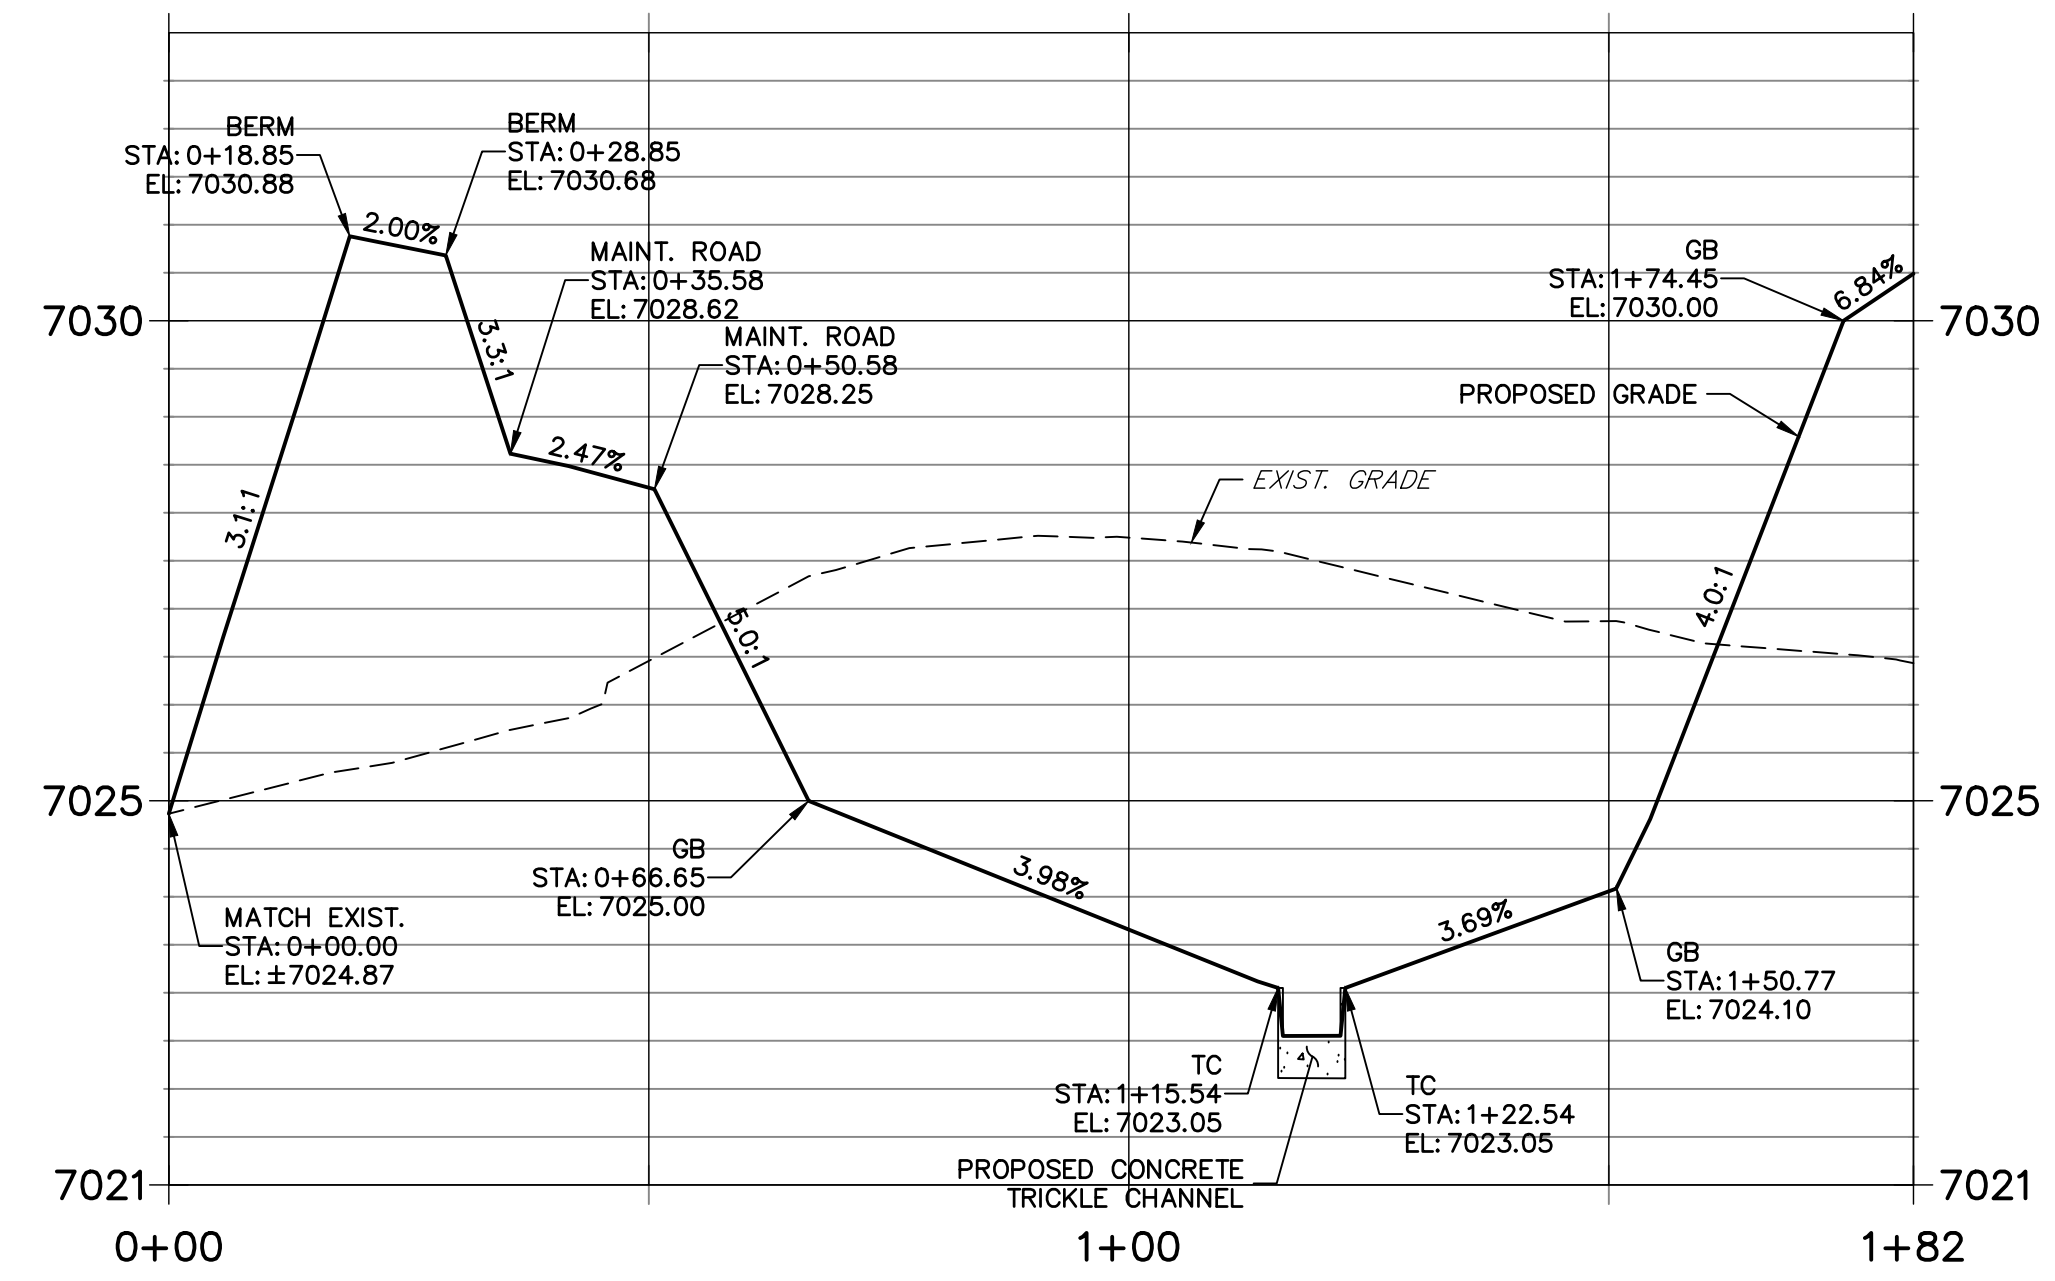 BERM
STA: 0+18.85
EL: 7030.88
BERM
STA: 0+28.85
EL: 7030.68
2.00%
MAINT. ROAD
STA: 0+35.58
EL: 7028.62
GB
STA: 1+74.45
EL: 7030.00
6.84%
7030
7030
3.3:1
MAINT. ROAD
STA: 0+50.58
EL: 7028.25
PROPOSED GRADE
2.47%
EXIST. GRADE
3.1:1
5.0:1
4.0:1
7025
7025
GB
STA: 0+66.65
EL: 7025.00
3.98%
MATCH EXIST.
STA: 0+00.00
EL: ±7024.87
3.69%
GB
STA: 1+50.77
EL: 7024.10
TC
STA: 1+15.54
EL: 7023.05
TC
STA: 1+22.54
EL: 7023.05
PROPOSED CONCRETE
TRICKLE CHANNEL
7021
7021
0+00
1+00
1+82